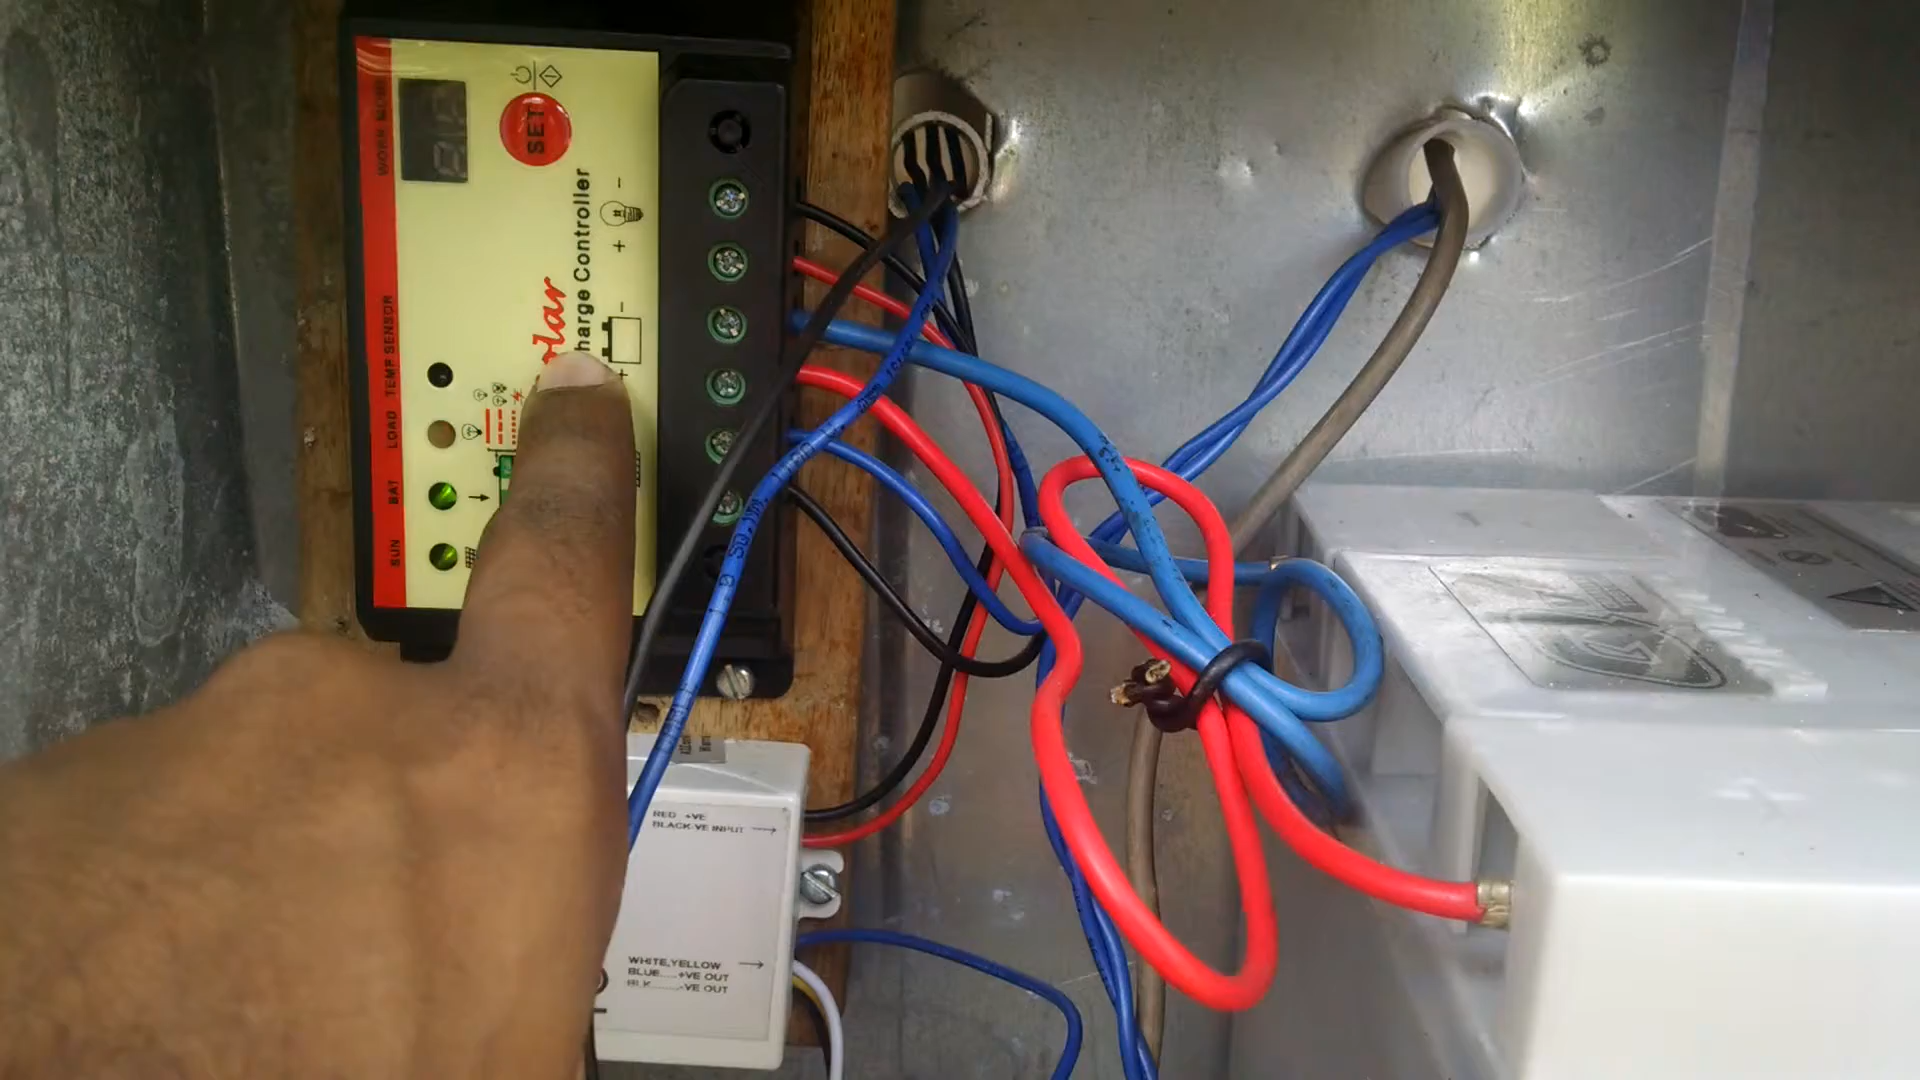 WORK MODE
TEMP SENSOR
LOAD
BAT
SUN
SET
olar
harge Controller
RED +VE
BLACK-VE INPUT
WHITE,YELLOW
BLUE.....+VE OUT
BLK.........-VE OUT